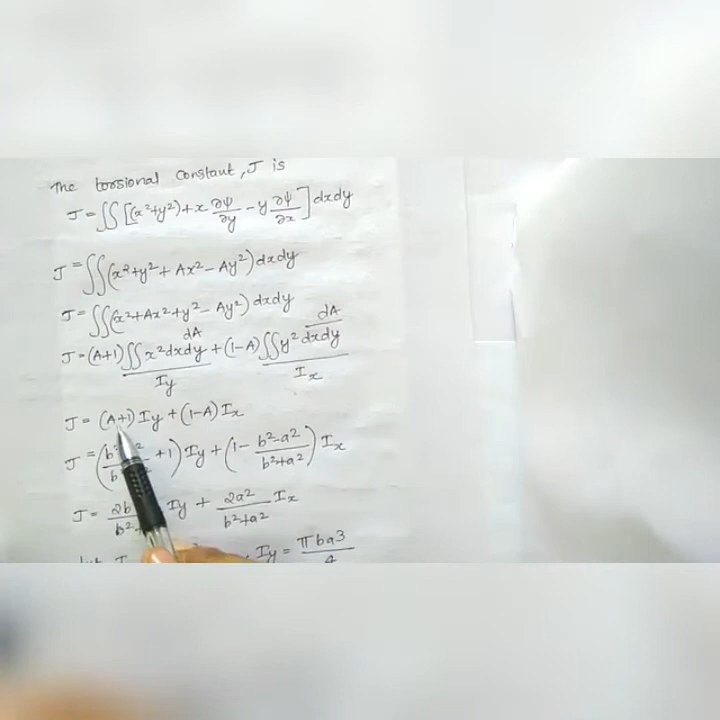 The torsional constant, J is
J = ∬ [(x²+y²) + x ∂ψ/∂y − y ∂ψ/∂x] dxdy
J = ∬ (x²+y² + Ax² − Ay²) dxdy
J = ∬ (x²+Ax²+y² − Ay²) dxdy
dA dA
J = (A+1) ∬ x² dxdy + (1−A) ∬ y² dxdy
Iy Ix
J = (A+1) Iy + (1−A) Ix
J = ( +1) Iy + (1 − (b²−a²)/(b²+a²)) Ix
J = Iy + 2a²/(b²+a²) Ix
, Iy = πba3/4